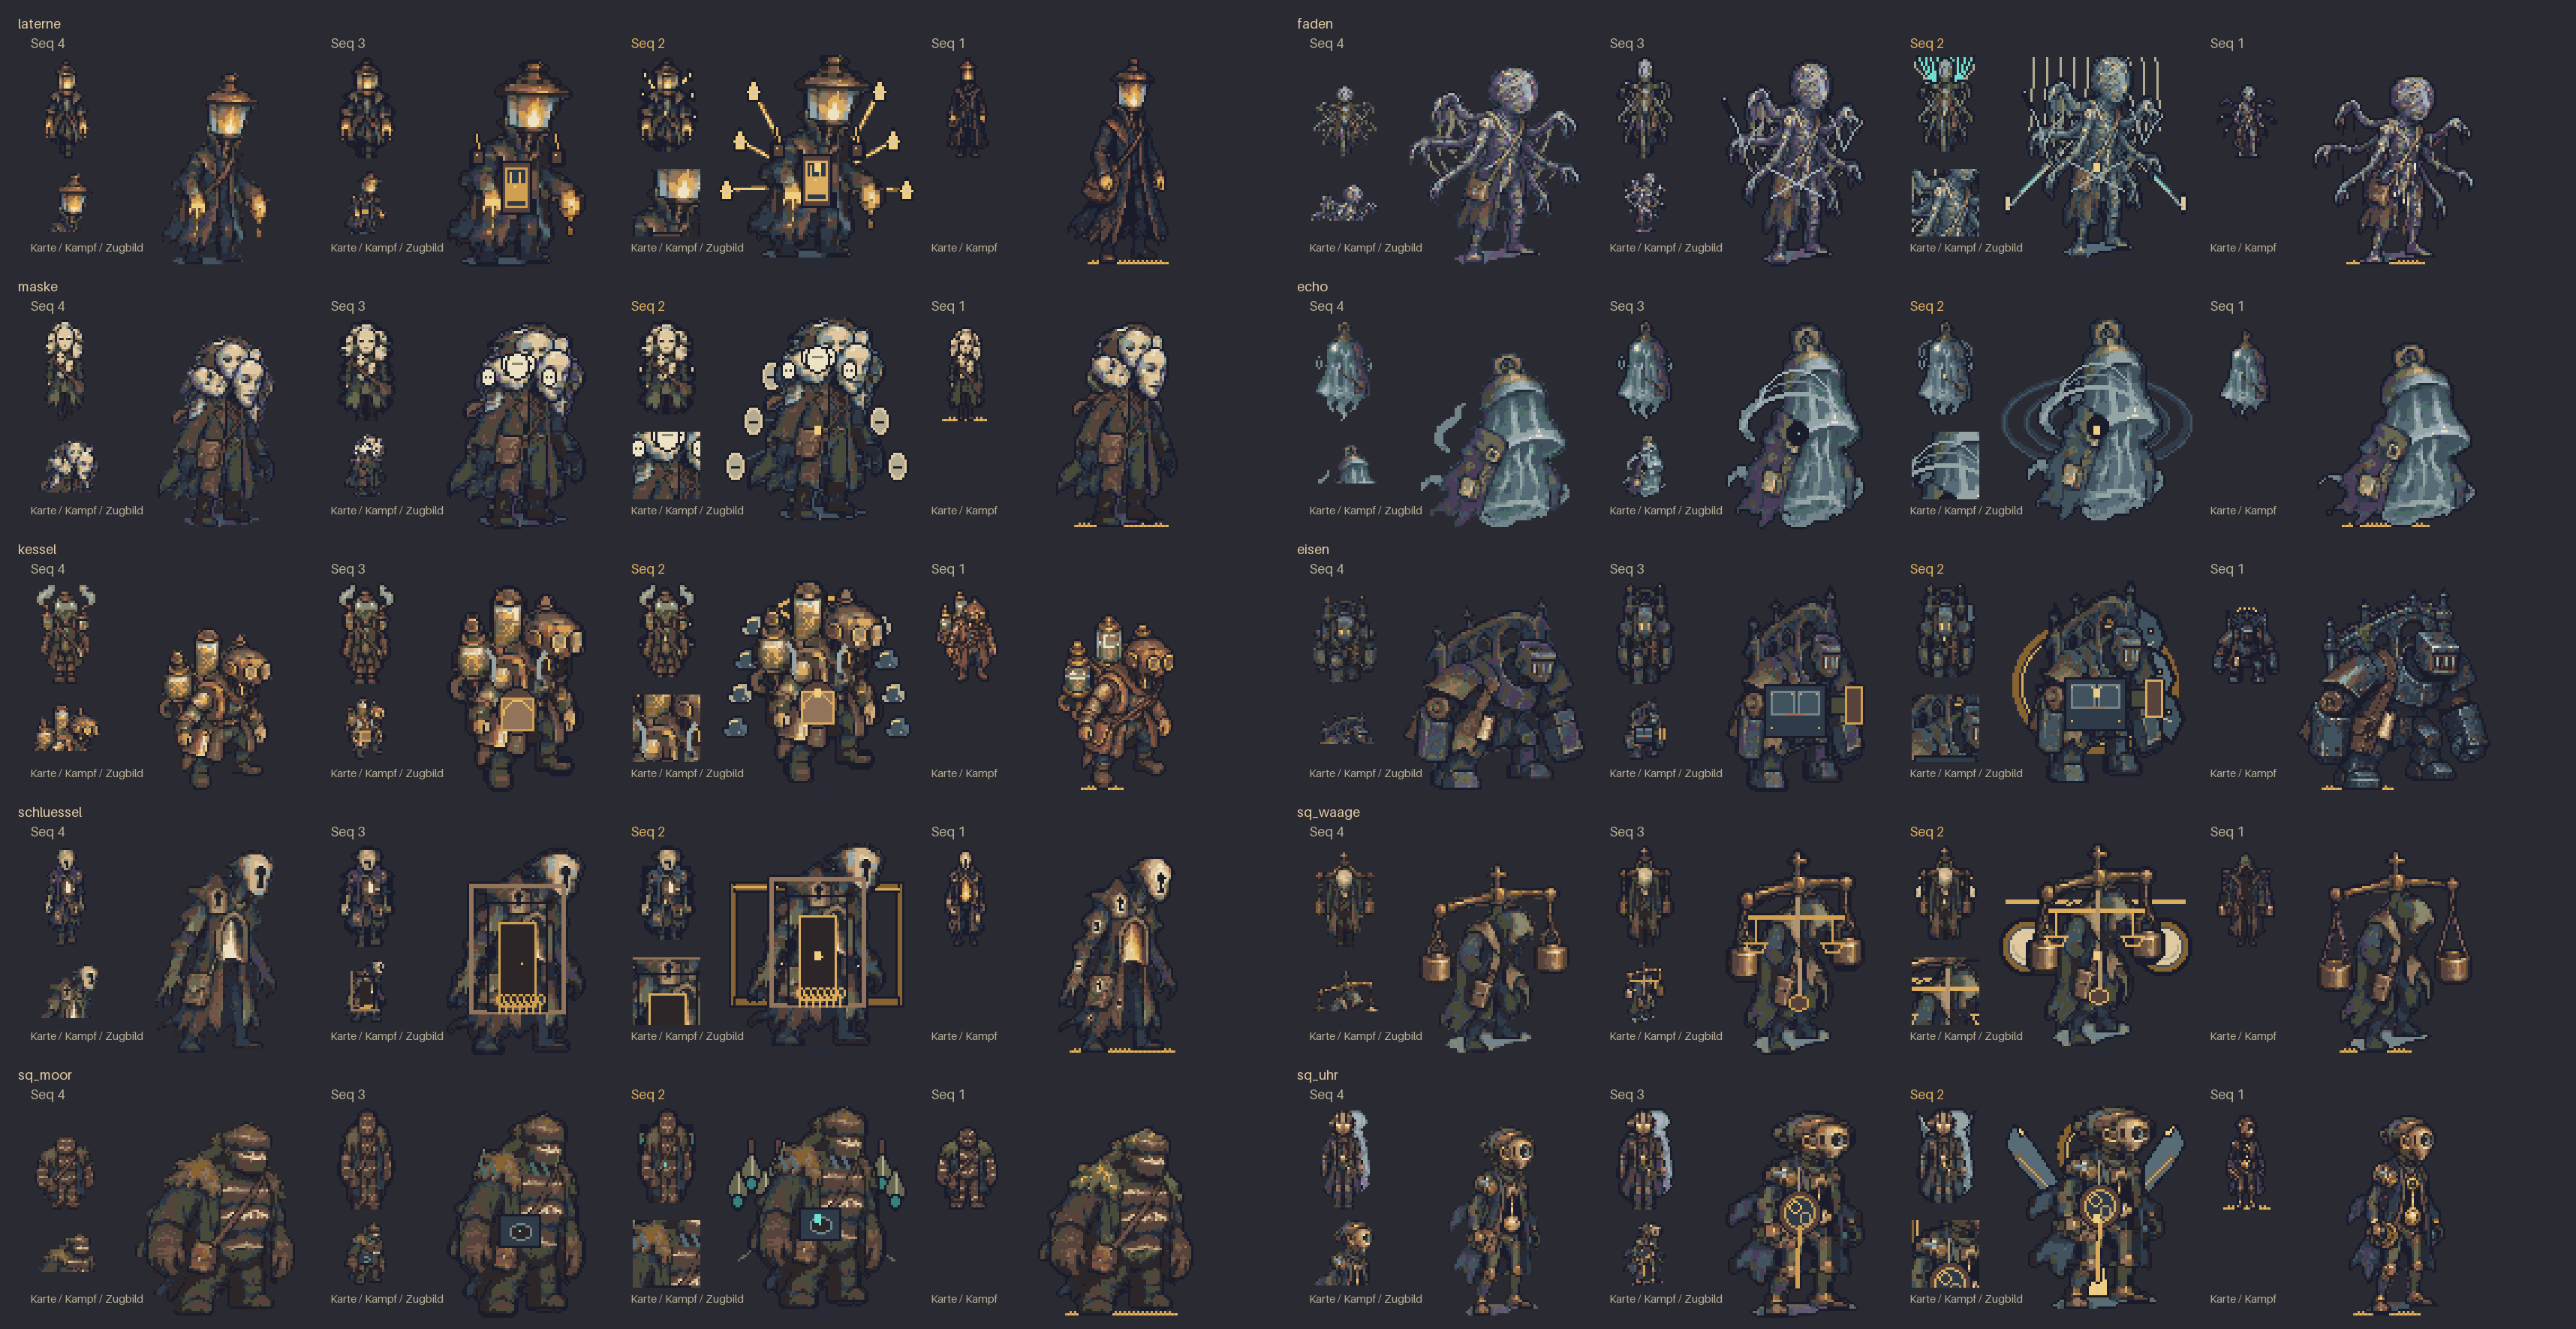 laterne
Seq 4
Seq 3
Seq 2
Seq 1
Karte / Kampf / Zugbild
Karte / Kampf / Zugbild
Karte / Kampf / Zugbild
Karte / Kampf
faden
Seq 4
Seq 3
Seq 2
Seq 1
Karte / Kampf / Zugbild
Karte / Kampf / Zugbild
Karte / Kampf / Zugbild
Karte / Kampf
maske
Seq 4
Seq 3
Seq 2
Seq 1
Karte / Kampf / Zugbild
Karte / Kampf / Zugbild
Karte / Kampf / Zugbild
Karte / Kampf
echo
Seq 4
Seq 3
Seq 2
Seq 1
Karte / Kampf / Zugbild
Karte / Kampf / Zugbild
Karte / Kampf / Zugbild
Karte / Kampf
kessel
Seq 4
Seq 3
Seq 2
Seq 1
Karte / Kampf / Zugbild
Karte / Kampf / Zugbild
Karte / Kampf / Zugbild
Karte / Kampf
eisen
Seq 4
Seq 3
Seq 2
Seq 1
Karte / Kampf / Zugbild
Karte / Kampf / Zugbild
Karte / Kampf / Zugbild
Karte / Kampf
schluessel
Seq 4
Seq 3
Seq 2
Seq 1
Karte / Kampf / Zugbild
Karte / Kampf / Zugbild
Karte / Kampf / Zugbild
Karte / Kampf
sq_waage
Seq 4
Seq 3
Seq 2
Seq 1
Karte / Kampf / Zugbild
Karte / Kampf / Zugbild
Karte / Kampf / Zugbild
Karte / Kampf
sq_moor
Seq 4
Seq 3
Seq 2
Seq 1
Karte / Kampf / Zugbild
Karte / Kampf / Zugbild
Karte / Kampf / Zugbild
Karte / Kampf
sq_uhr
Seq 4
Seq 3
Seq 2
Seq 1
Karte / Kampf / Zugbild
Karte / Kampf / Zugbild
Karte / Kampf / Zugbild
Karte / Kampf